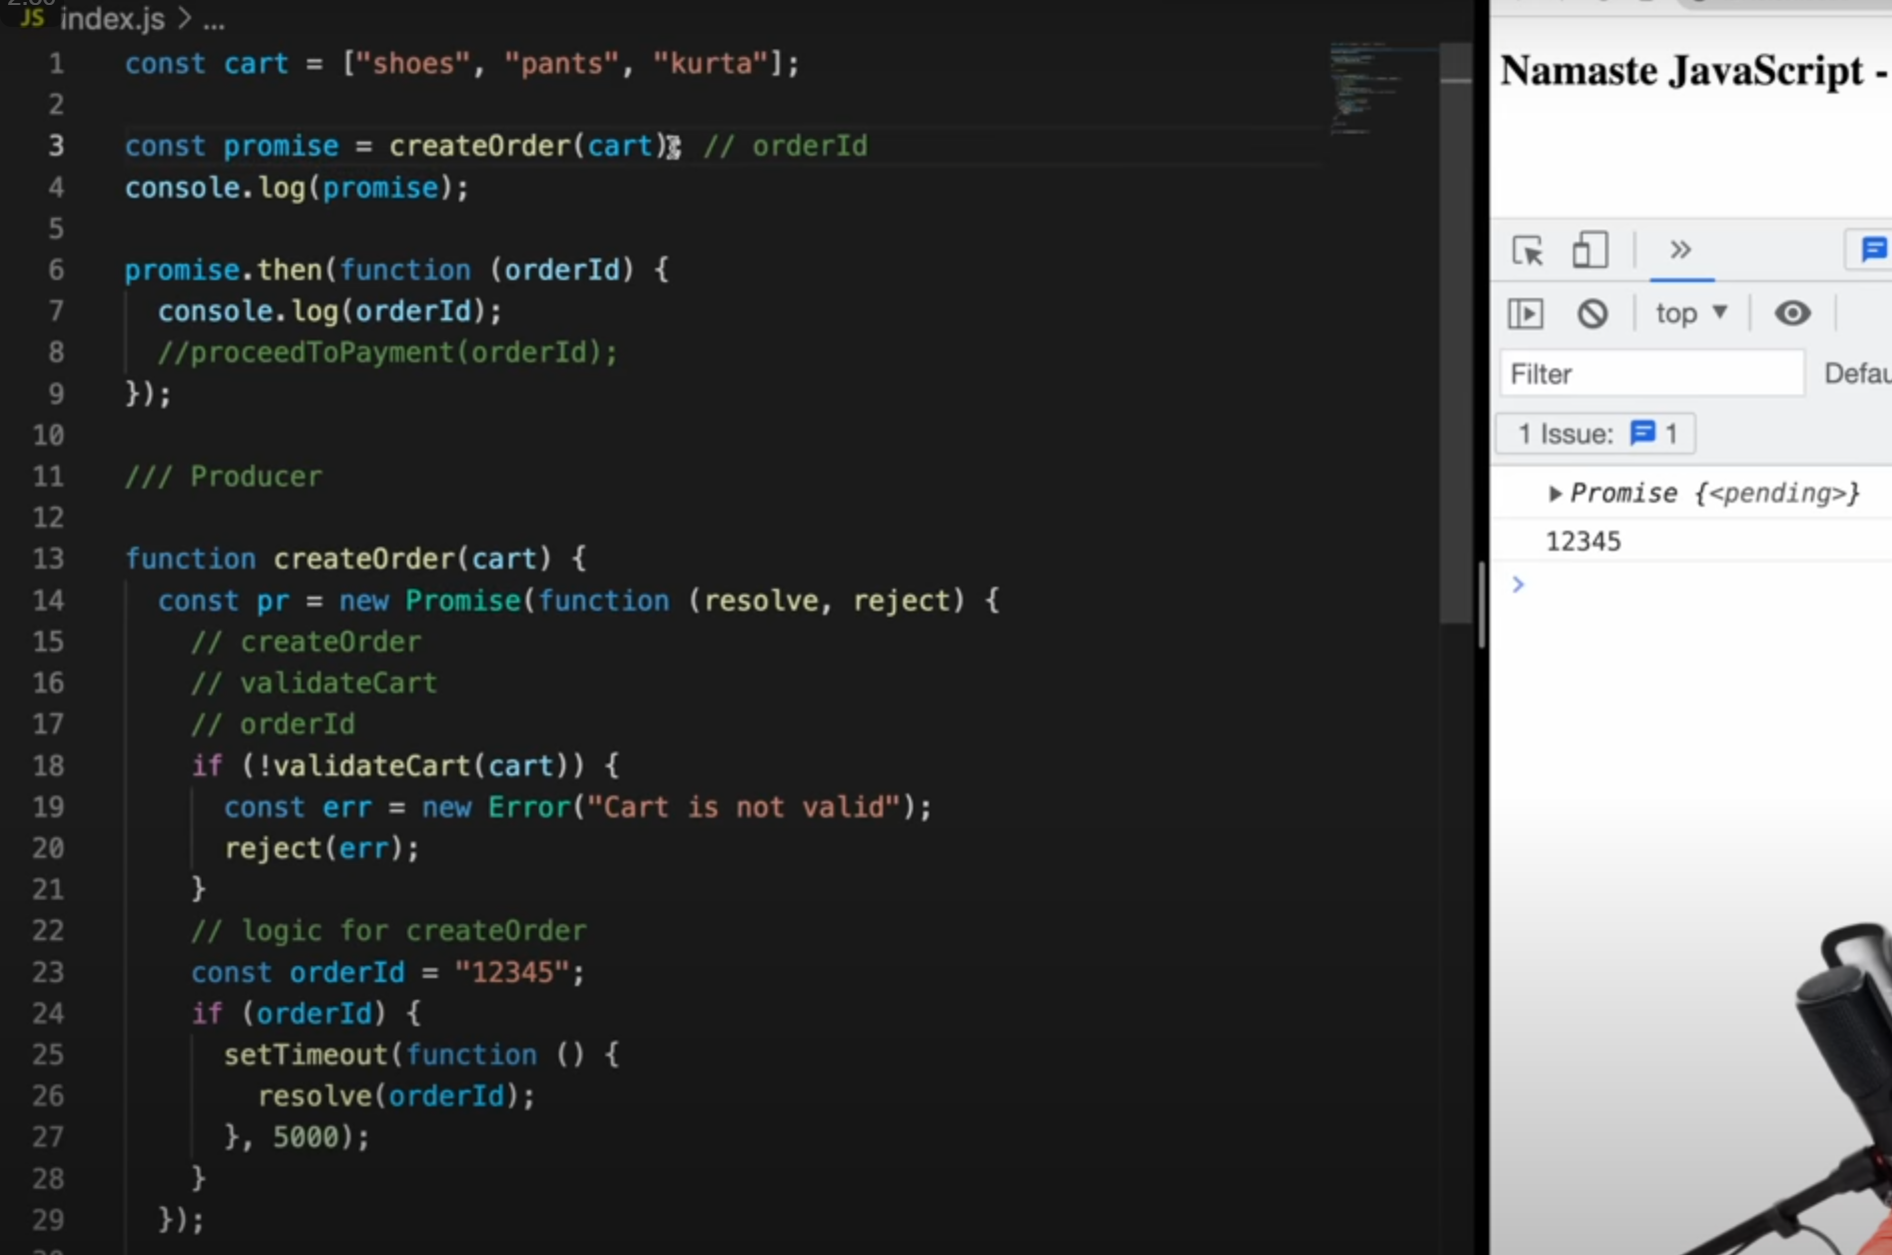 JS index.js > ...
1 const cart = ["shoes", "pants", "kurta"];
2
3 const promise = createOrder(cart); // orderId
4 console.log(promise);
5
6 promise.then(function (orderId) {
7   console.log(orderId);
8   //proceedToPayment(orderId);
9 });
10
11 /// Producer
12
13 function createOrder(cart) {
14   const pr = new Promise(function (resolve, reject) {
15     // createOrder
16     // validateCart
17     // orderId
18     if (!validateCart(cart)) {
19       const err = new Error("Cart is not valid");
20       reject(err);
21     }
22     // logic for createOrder
23     const orderId = "12345";
24     if (orderId) {
25       setTimeout(function () {
26         resolve(orderId);
27       }, 5000);
28     }
29   });
Namaste JavaScript -
top
Filter Defau
1 Issue: 1
Promise {<pending>}
12345